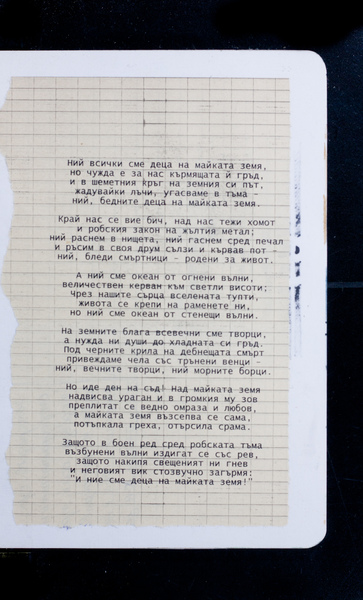 Ний всички сме деца на майката земя,
но чужда е за нас кърмящата ѝ гръд,
и в шеметния кръг на земния си път,
жадувайки лъчи, угасваме в тъма –
ний, бедните деца на майката земя.
Край нас се вие бич, над нас тежи хомот
и робския закон на жълтия метал;
ний раснем в нищета, ний гаснем сред печал
и ръсим в своя друм сълзи и кървав пот –
ний, бледи смъртници – родени за живот.
А ний сме океан от огнени вълни,
величествен керван към светли висоти;
Чрез нашите сърца вселената тупти,
живота се крепи на раменете ни,
но ний сме океан от стенещи вълни.
На земните блага всевечни сме творци,
а нужда ни души до хладната си гръд.
Под черните крила на дебнещата смърт
привеждаме чела със трънени венци –
ний, вечните творци, ний морните борци.
Но иде ден на съд! над майката земя
надвисва ураган и в громкия му зов
преплитат се ведно омраза и любов,
а майката земя възсепва се сама,
потъпкала греха, отърсила срама.
Защото в боен ред сред робската тъма
възбунени вълни издигат се със рев,
защото накипя свещеният ни гнев
и неговият вик стозвучно загърмя:
"И ние сме деца на майката земя!"